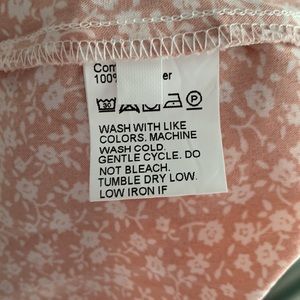 100%
WASH WITH LIKE
COLORS. MACHINE
WASH COLD.
GENTLE CYCLE. DO
NOT BLEACH.
TUMBLE DRY LOW.
LOW IRON IF